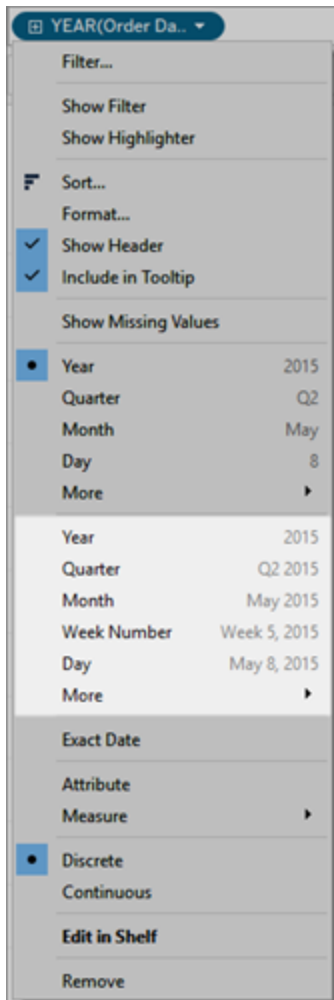 YEAR(Order Da..
Filter...
Show Filter
Show Highlighter
Sort...
Format...
Show Header
Include in Tooltip
Show Missing Values
Year 2015
Quarter Q2
Month May
Day 8
More
Year 2015
Quarter Q2 2015
Month May 2015
Week Number Week 5, 2015
Day May 8, 2015
More
Exact Date
Attribute
Measure
Discrete
Continuous
Edit in Shelf
Remove